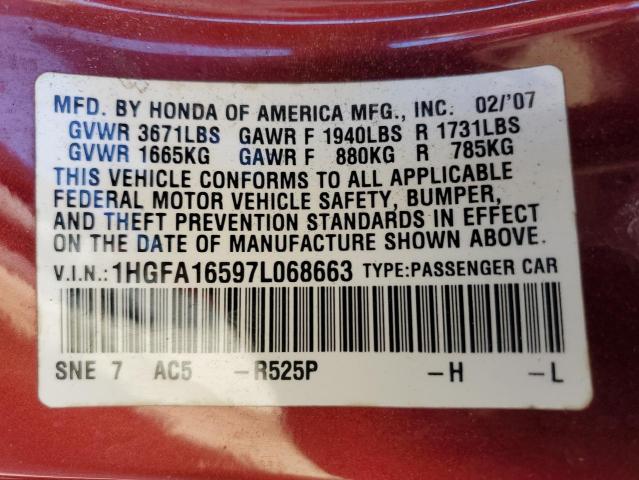 MFD. BY HONDA OF AMERICA MFG., INC. 02/'07
GVWR 3671LBS GAWR F 1940LBS R 1731LBS
GVWR 1665KG GAWR F 880KG R 785KG
THIS VEHICLE CONFORMS TO ALL APPLICABLE
FEDERAL MOTOR VEHICLE SAFETY, BUMPER,
AND THEFT PREVENTION STANDARDS IN EFFECT
ON THE DATE OF MANUFACTURE SHOWN ABOVE.
V.I.N.:1HGFA16597L068663 TYPE:PASSENGER CAR
SNE 7 AC5 –R525P –H –L